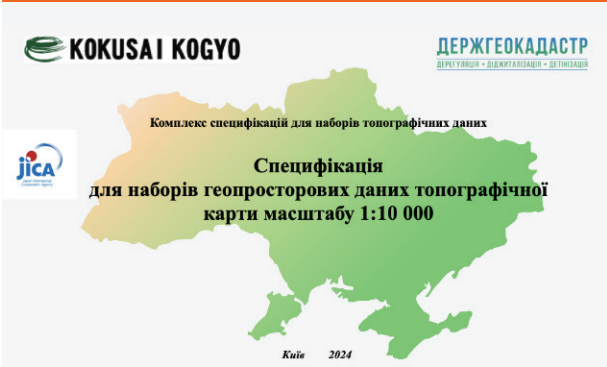 KOKUSAI KOGYO
ДЕРЖГЕОКАДАСТР
ДЕРЕГУЛЯЦІЯ • ДІДЖИТАЛІЗАЦІЯ • ДЕТІНІЗАЦІЯ
Комплекс специфікацій для наборів топографічних даних
jICA
Специфікація
для наборів геопросторових даних топографічної
карти масштабу 1:10 000
Київ 2024